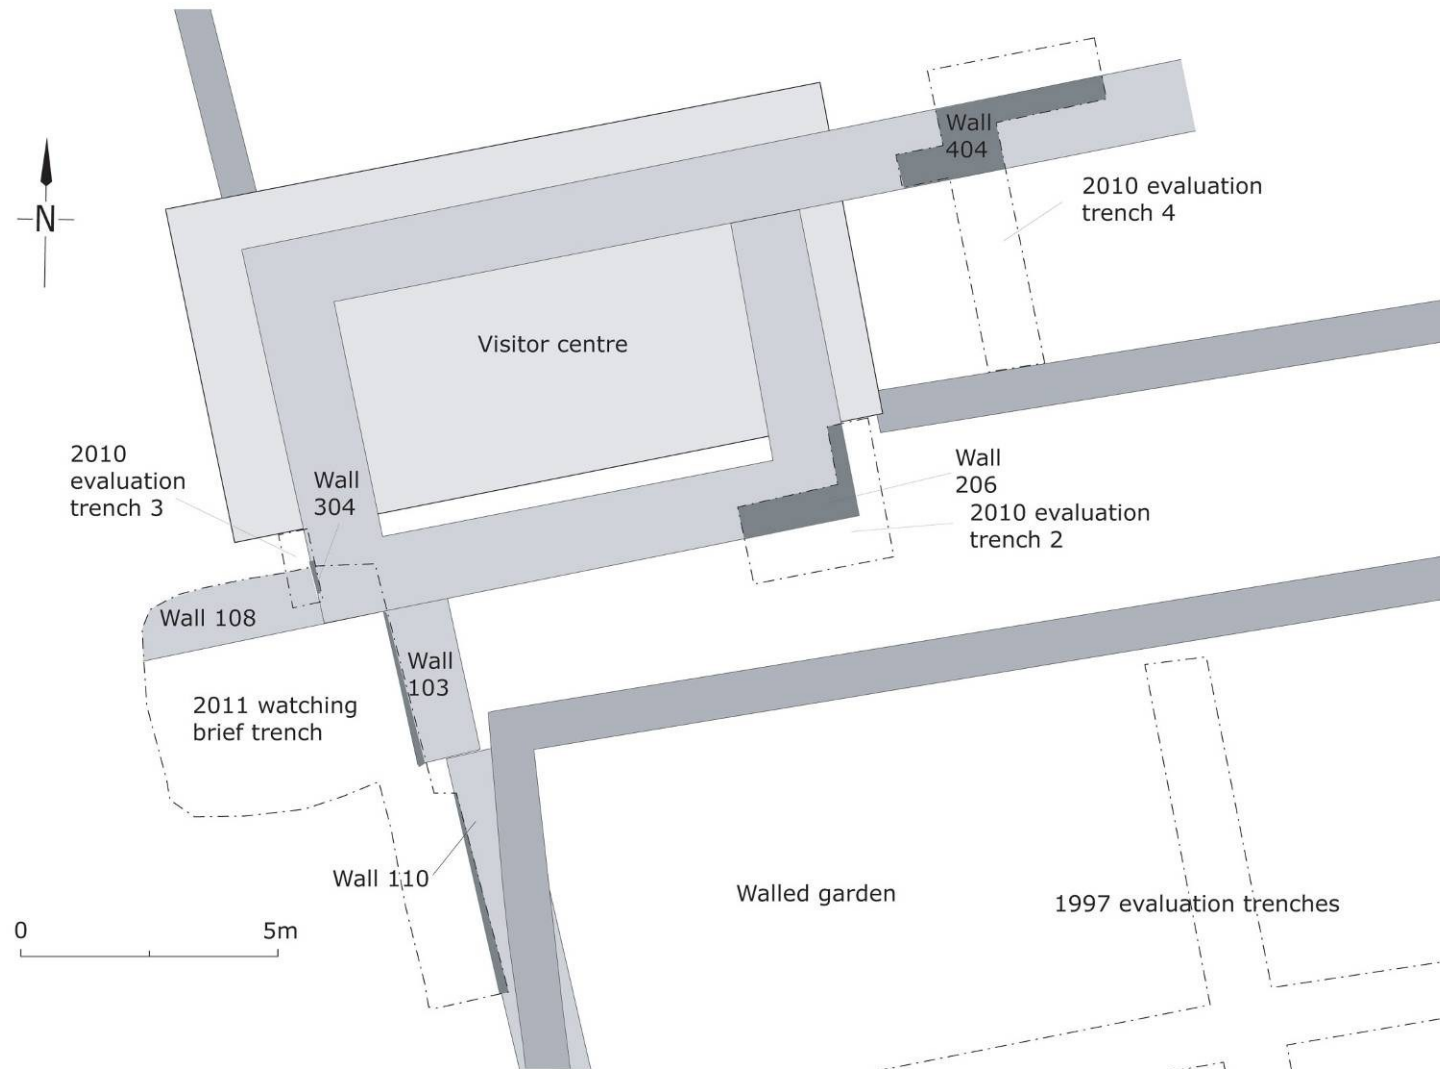 Wall
404
2010 evaluation
trench 4
N
Visitor centre
2010
evaluation
trench 3
Wall
304
Wall
206
2010 evaluation
trench 2
Wall 108
Wall
103
2011 watching
brief trench
Wall 110
Walled garden
1997 evaluation trenches
0
5m